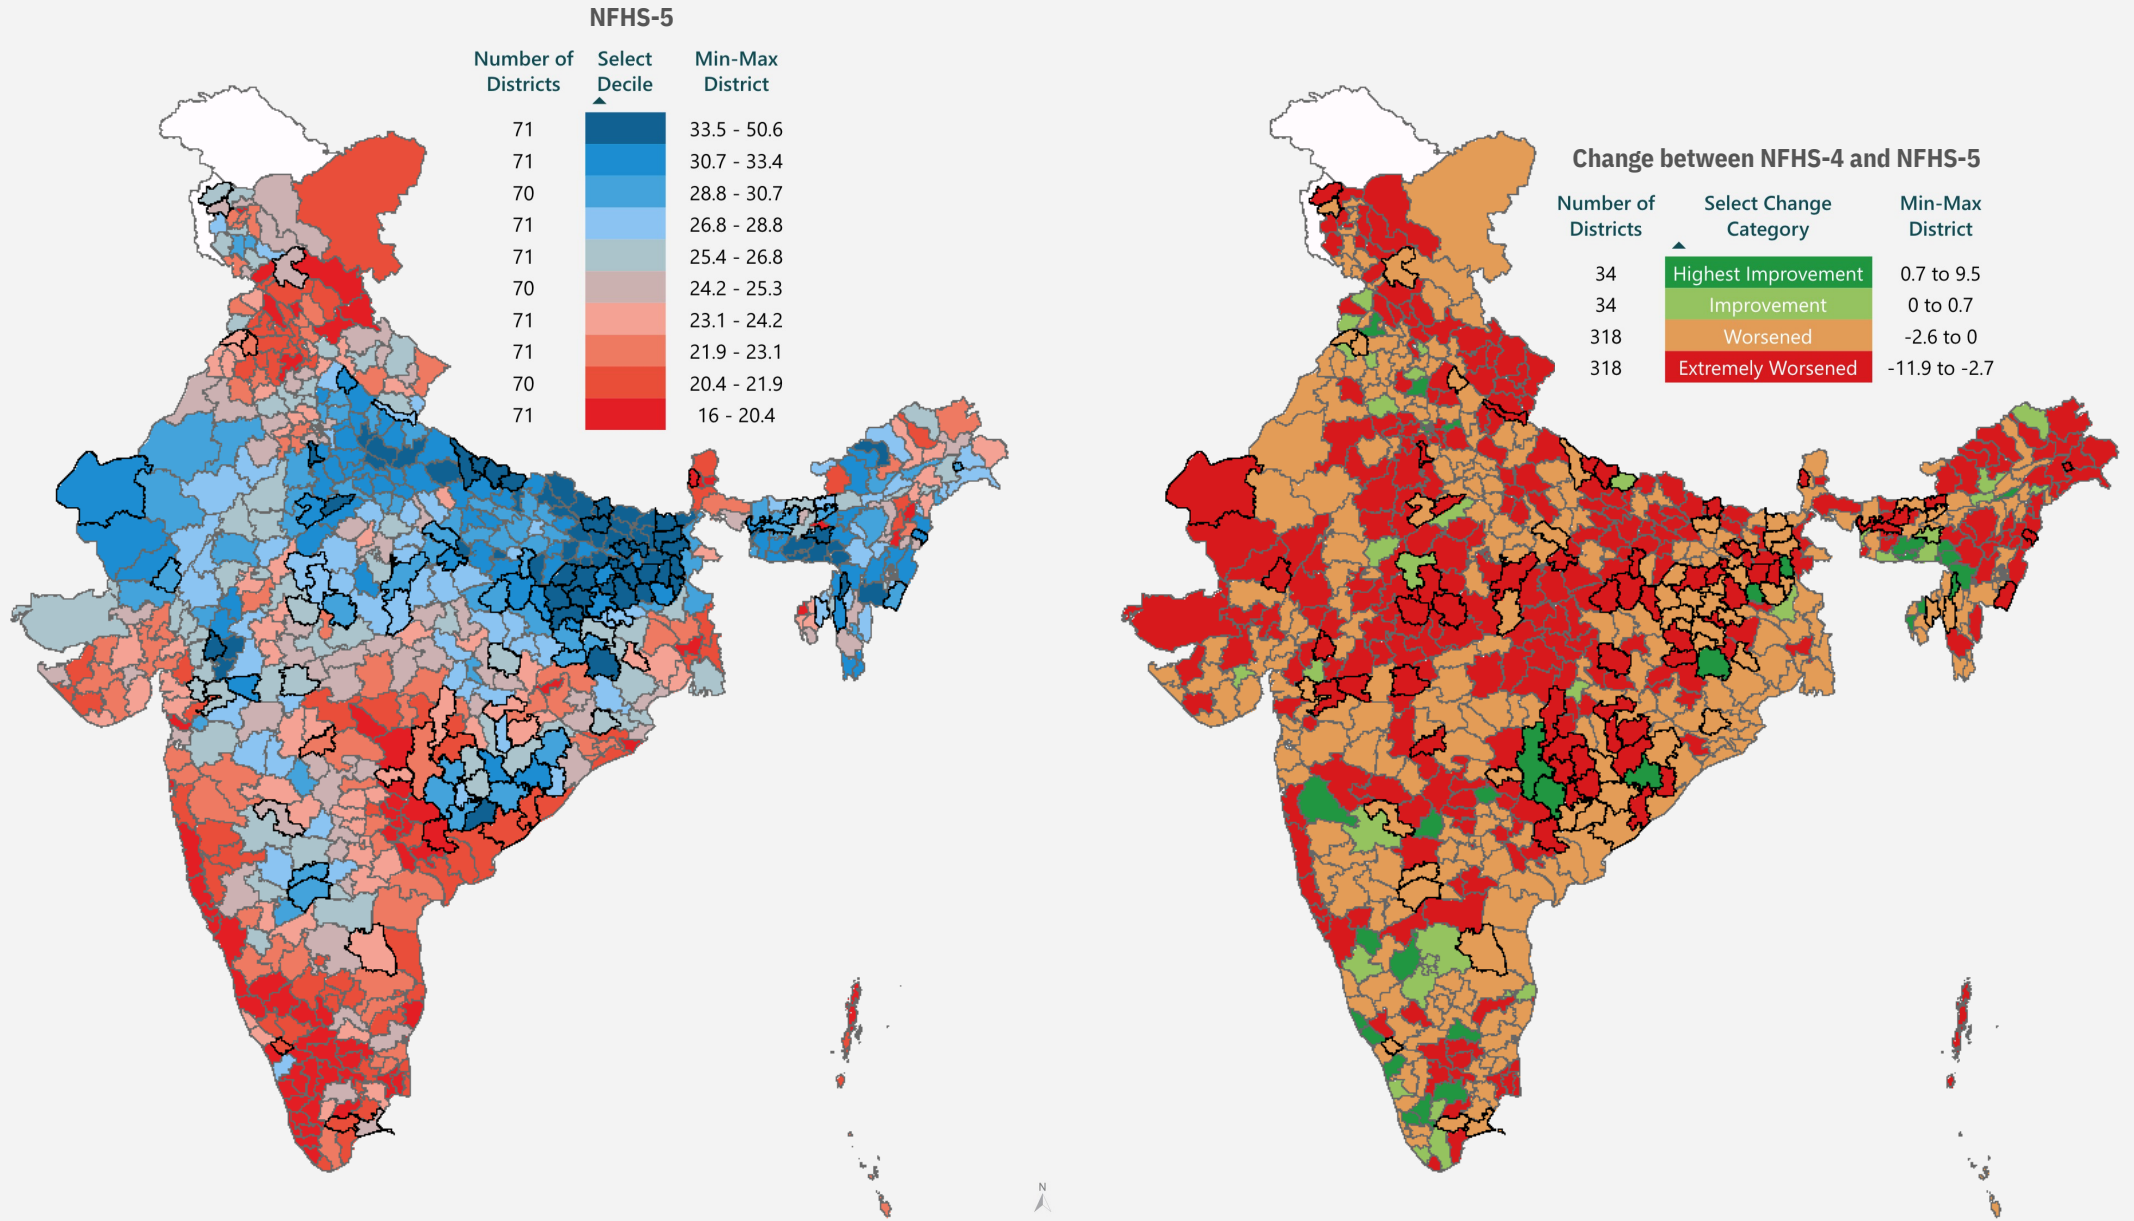 NFHS-5
Number of Districts Select Decile Min-Max District
71 33.5 - 50.6
71 30.7 - 33.4
70 28.8 - 30.7
71 26.8 - 28.8
71 25.4 - 26.8
70 24.2 - 25.3
71 23.1 - 24.2
71 21.9 - 23.1
70 20.4 - 21.9
71 16 - 20.4
Change between NFHS-4 and NFHS-5
Number of Districts Select Change Category Min-Max District
34 Highest Improvement 0.7 to 9.5
34 Improvement 0 to 0.7
318 Worsened -2.6 to 0
318 Extremely Worsened -11.9 to -2.7
N